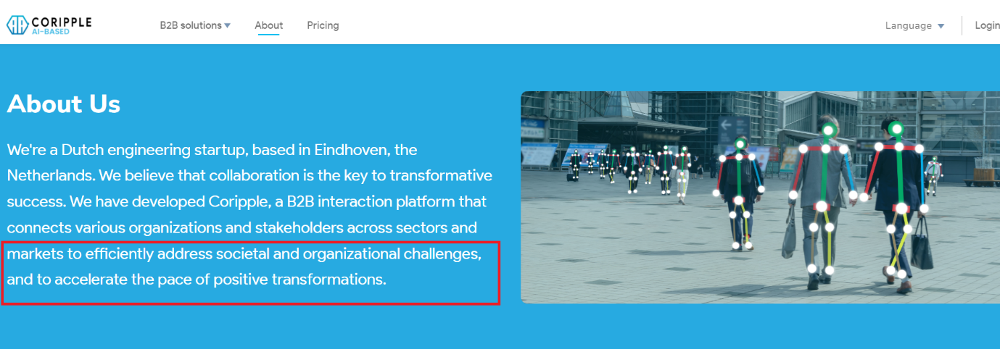 CORIPPLE
AI-BASED
B2B solutions
About
Pricing
Language
Login
About Us
We're a Dutch engineering startup, based in Eindhoven, the
Netherlands. We believe that collaboration is the key to transformative
success. We have developed Coripple, a B2B interaction platform that
connects various organizations and stakeholders across sectors and
markets to efficiently address societal and organizational challenges,
and to accelerate the pace of positive transformations.